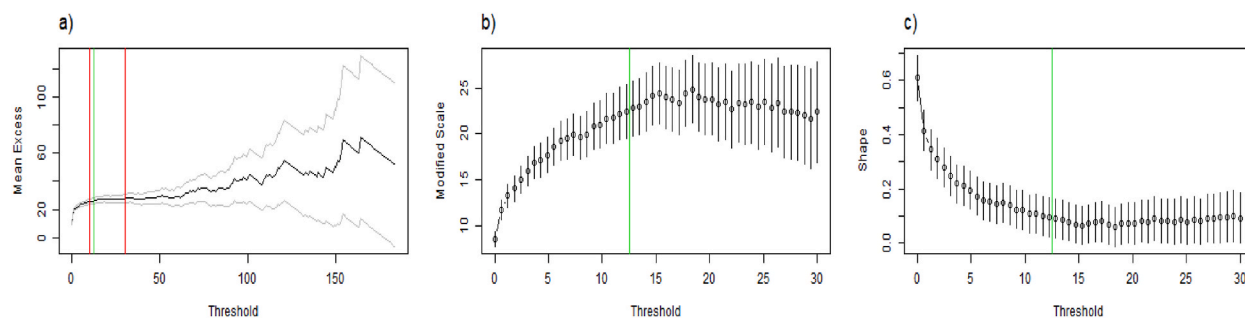 a)
Mean Excess
0 20 60 100
0 50 100 150
Threshold
b)
Modified Scale
10 15 20 25
0 5 10 15 20 25 30
Threshold
c)
Shape
0.0 0.2 0.4 0.6
0 5 10 15 20 25 30
Threshold